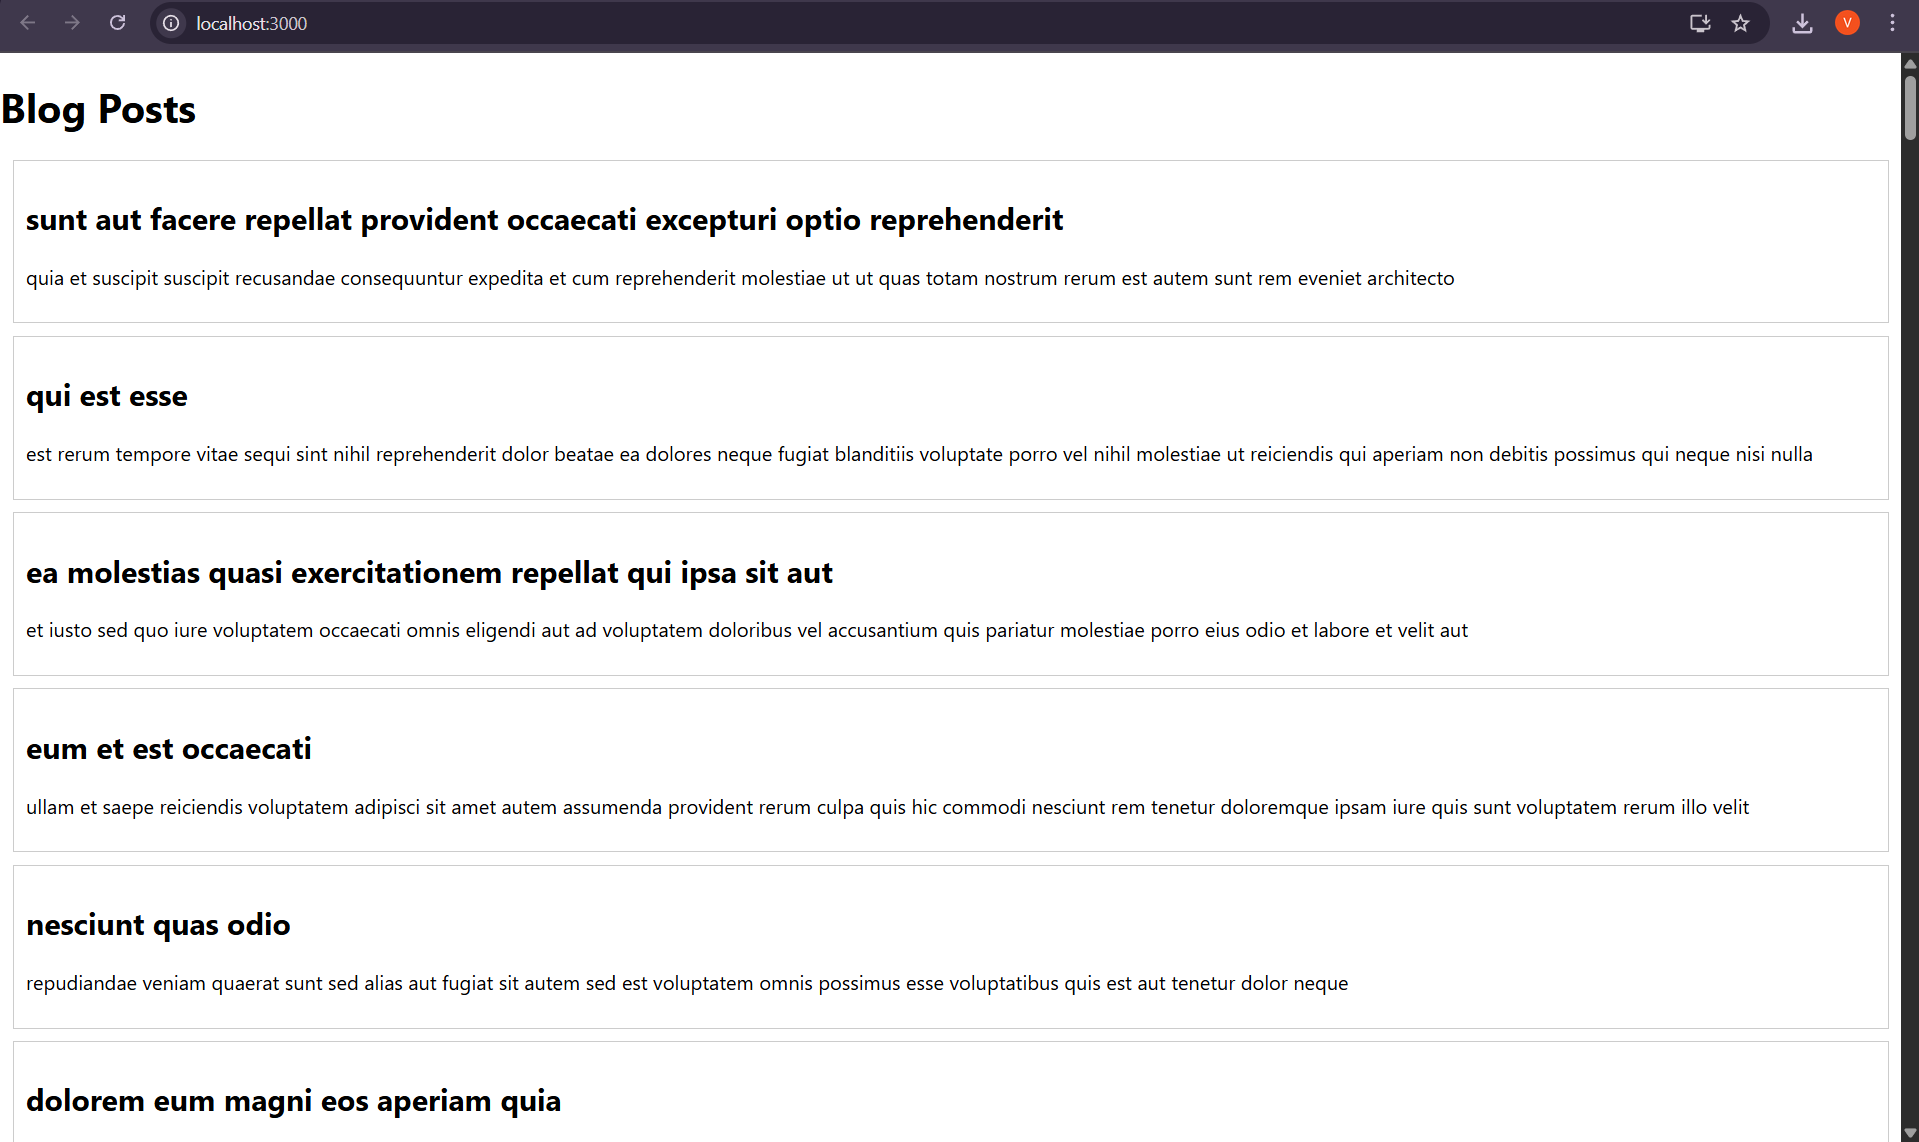 localhost:3000
V
Blog Posts
sunt aut facere repellat provident occaecati excepturi optio reprehenderit
quia et suscipit suscipit recusandae consequuntur expedita et cum reprehenderit molestiae ut ut quas totam nostrum rerum est autem sunt rem eveniet architecto
qui est esse
est rerum tempore vitae sequi sint nihil reprehenderit dolor beatae ea dolores neque fugiat blanditiis voluptate porro vel nihil molestiae ut reiciendis qui aperiam non debitis possimus qui neque nisi nulla
ea molestias quasi exercitationem repellat qui ipsa sit aut
et iusto sed quo iure voluptatem occaecati omnis eligendi aut ad voluptatem doloribus vel accusantium quis pariatur molestiae porro eius odio et labore et velit aut
eum et est occaecati
ullam et saepe reiciendis voluptatem adipisci sit amet autem assumenda provident rerum culpa quis hic commodi nesciunt rem tenetur doloremque ipsam iure quis sunt voluptatem rerum illo velit
nesciunt quas odio
repudiandae veniam quaerat sunt sed alias aut fugiat sit autem sed est voluptatem omnis possimus esse voluptatibus quis est aut tenetur dolor neque
dolorem eum magni eos aperiam quia